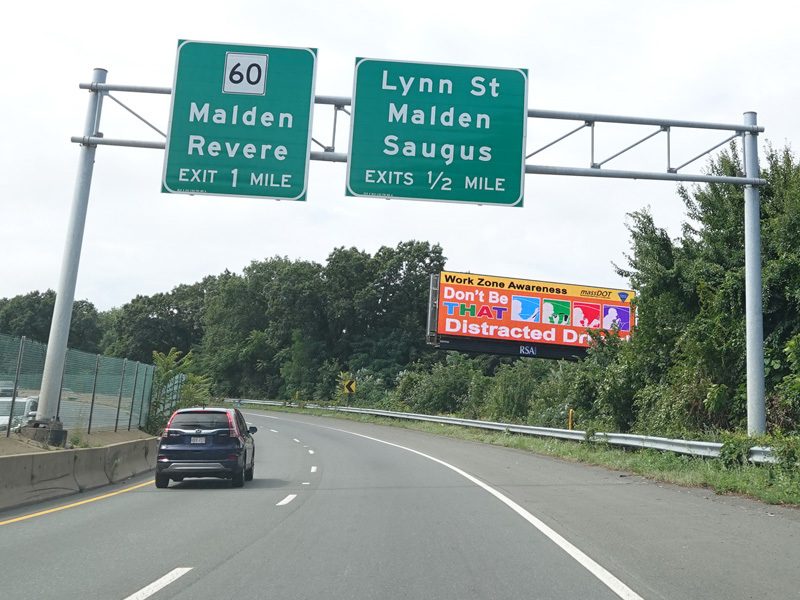 60
Malden
Revere
EXIT 1 MILE
Lynn St
Malden
Saugus
EXITS 1/2 MILE
Work Zone Awareness
massDOT
Don't Be
THAT
Distracted Dr
RSA